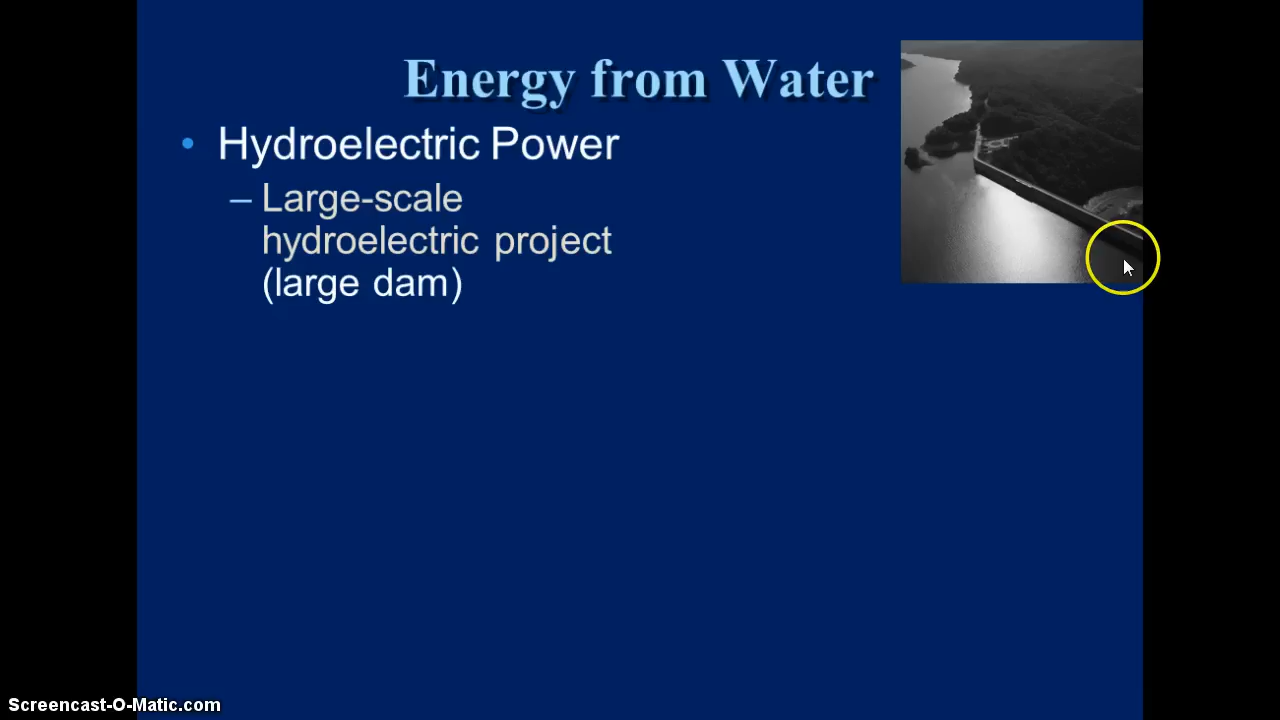 Energy from Water
• Hydroelectric Power
– Large-scale
hydroelectric project
(large dam)
Screencast-O-Matic.com